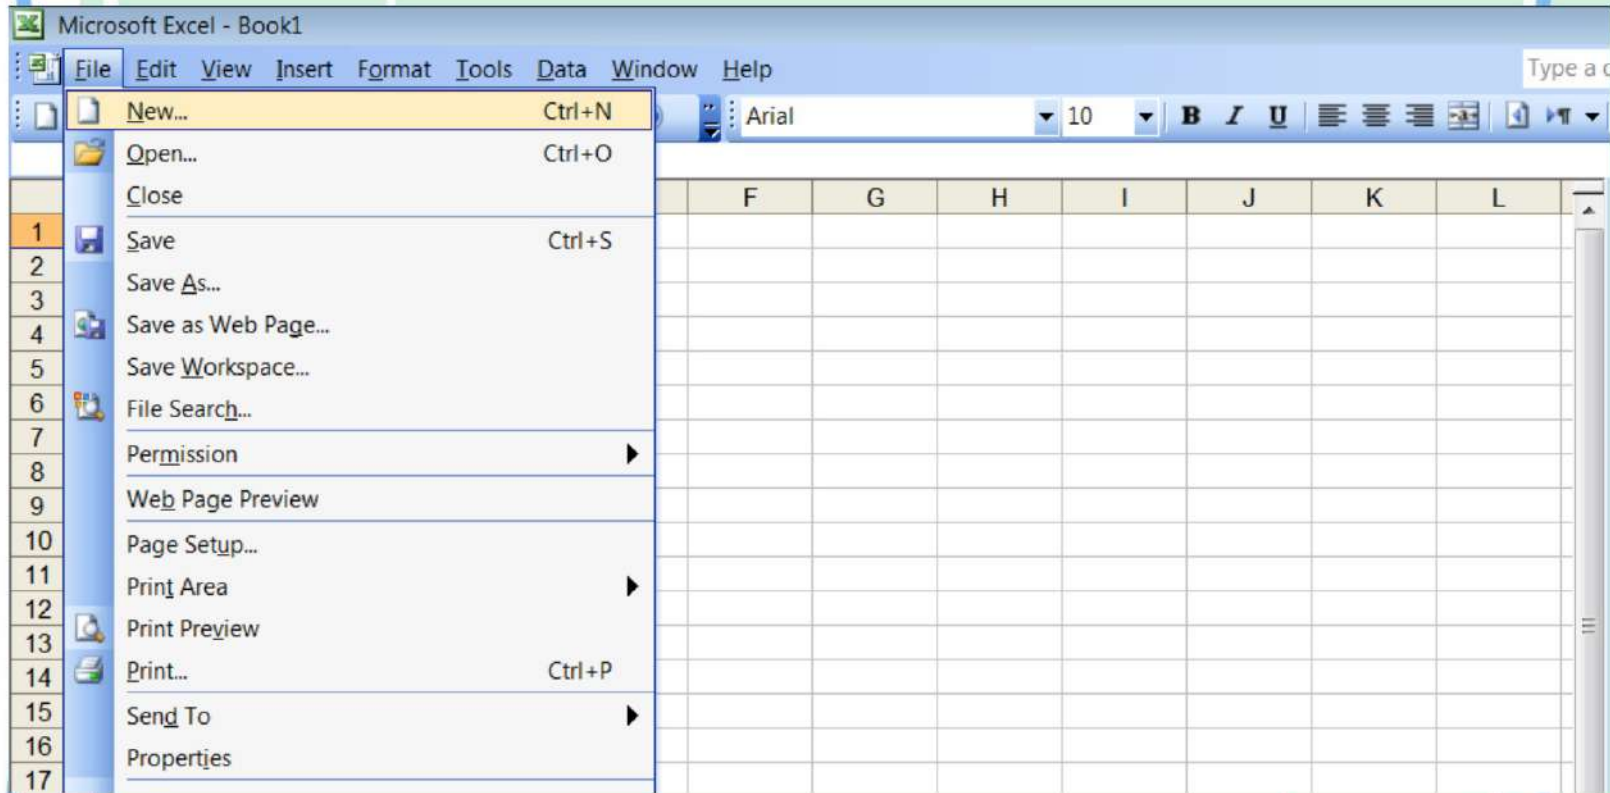 Microsoft Excel - Book1
File Edit View Insert Format Tools Data Window Help Type a
Arial 10 B I U
New... Ctrl+N
Open... Ctrl+O
Close
Save Ctrl+S
Save As...
Save as Web Page...
Save Workspace...
File Search...
Permission
Web Page Preview
Page Setup...
Print Area
Print Preview
Print... Ctrl+P
Send To
Properties
F G H I J K L
1
2
3
4
5
6
7
8
9
10
11
12
13
14
15
16
17